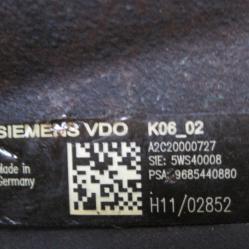 SIEMENS VDO K06_02
Made in
Germany
A2C20000727
SIE: 5WS40008
PSA: 9685440880
H11/02852